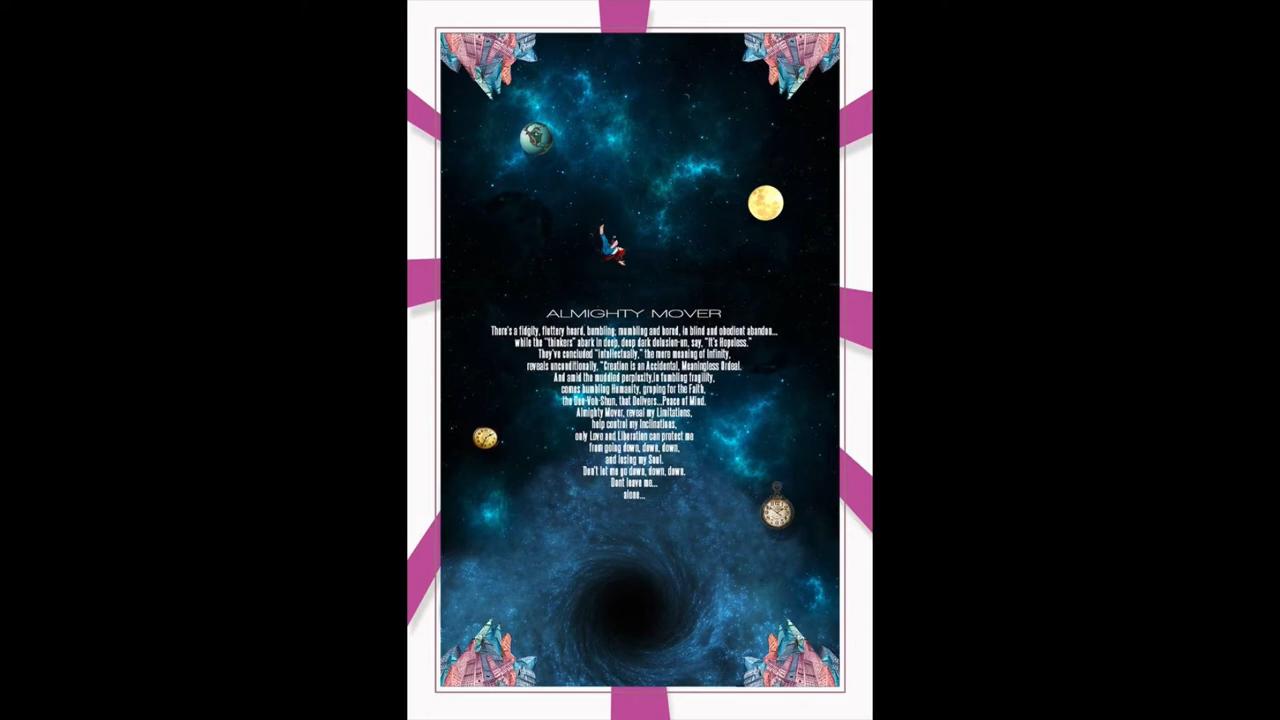 ALMIGHTY MOVER
There's a fidgity, fluttery heard, bumbling, mumbling and bored, in blind and obedient abandon...
while the "thinkers" abark in deep, deep dark delusion-un, say, "It's Hopeless."
They've concluded "intellectually," the mere meaning of Infinity,
reveals unconditionally, "Creation is an Accidental, Meaningless Ordeal.
And amid the muddled perplexity,in fumbling fragility,
comes humbling Humanity, groping for the Faith,
the Dee-Voh-Shun, that Delivers...Peace of Mind.
Almighty Mover, reveal my Limitations,
help control my Inclinations,
only Love and Liberation can protect me
from going down, down, down,
and losing my Soul.
Don't let me go down, down, down.
Dont leave me...
alone...